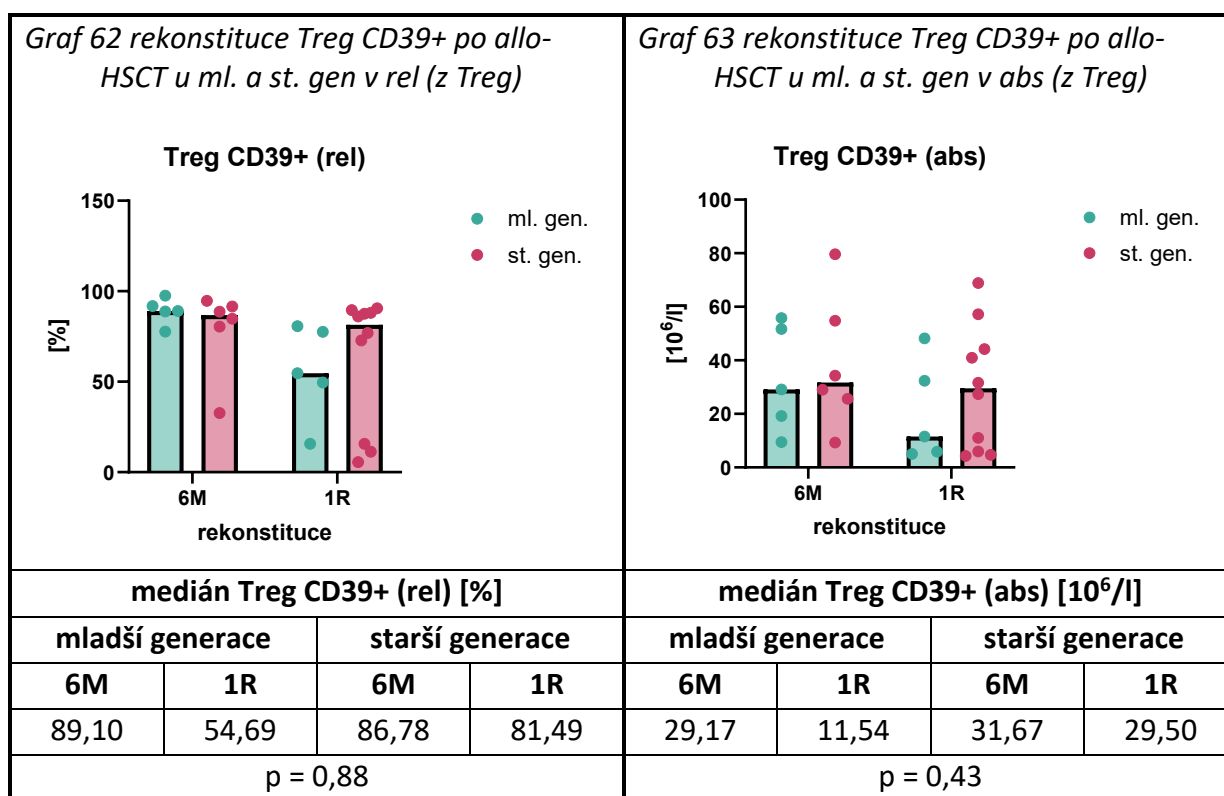 Graf 62 rekonstituce Treg CD39+ po allo-
HSCT u ml. a st. gen v rel (z Treg)
Treg CD39+ (rel)
150
100
50
0
[%]
ml. gen.
st. gen.
6M
1R
rekonstituce
Graf 63 rekonstituce Treg CD39+ po allo-
HSCT u ml. a st. gen v abs (z Treg)
Treg CD39+ (abs)
100
80
60
40
20
0
[10⁶/l]
ml. gen.
st. gen.
6M
1R
rekonstituce
medián Treg CD39+ (rel) [%]
medián Treg CD39+ (abs) [10⁶/l]
mladší generace
starší generace
mladší generace
starší generace
6M 1R 6M 1R 6M 1R 6M 1R
89,10 54,69 86,78 81,49 29,17 11,54 31,67 29,50
p = 0,88
p = 0,43